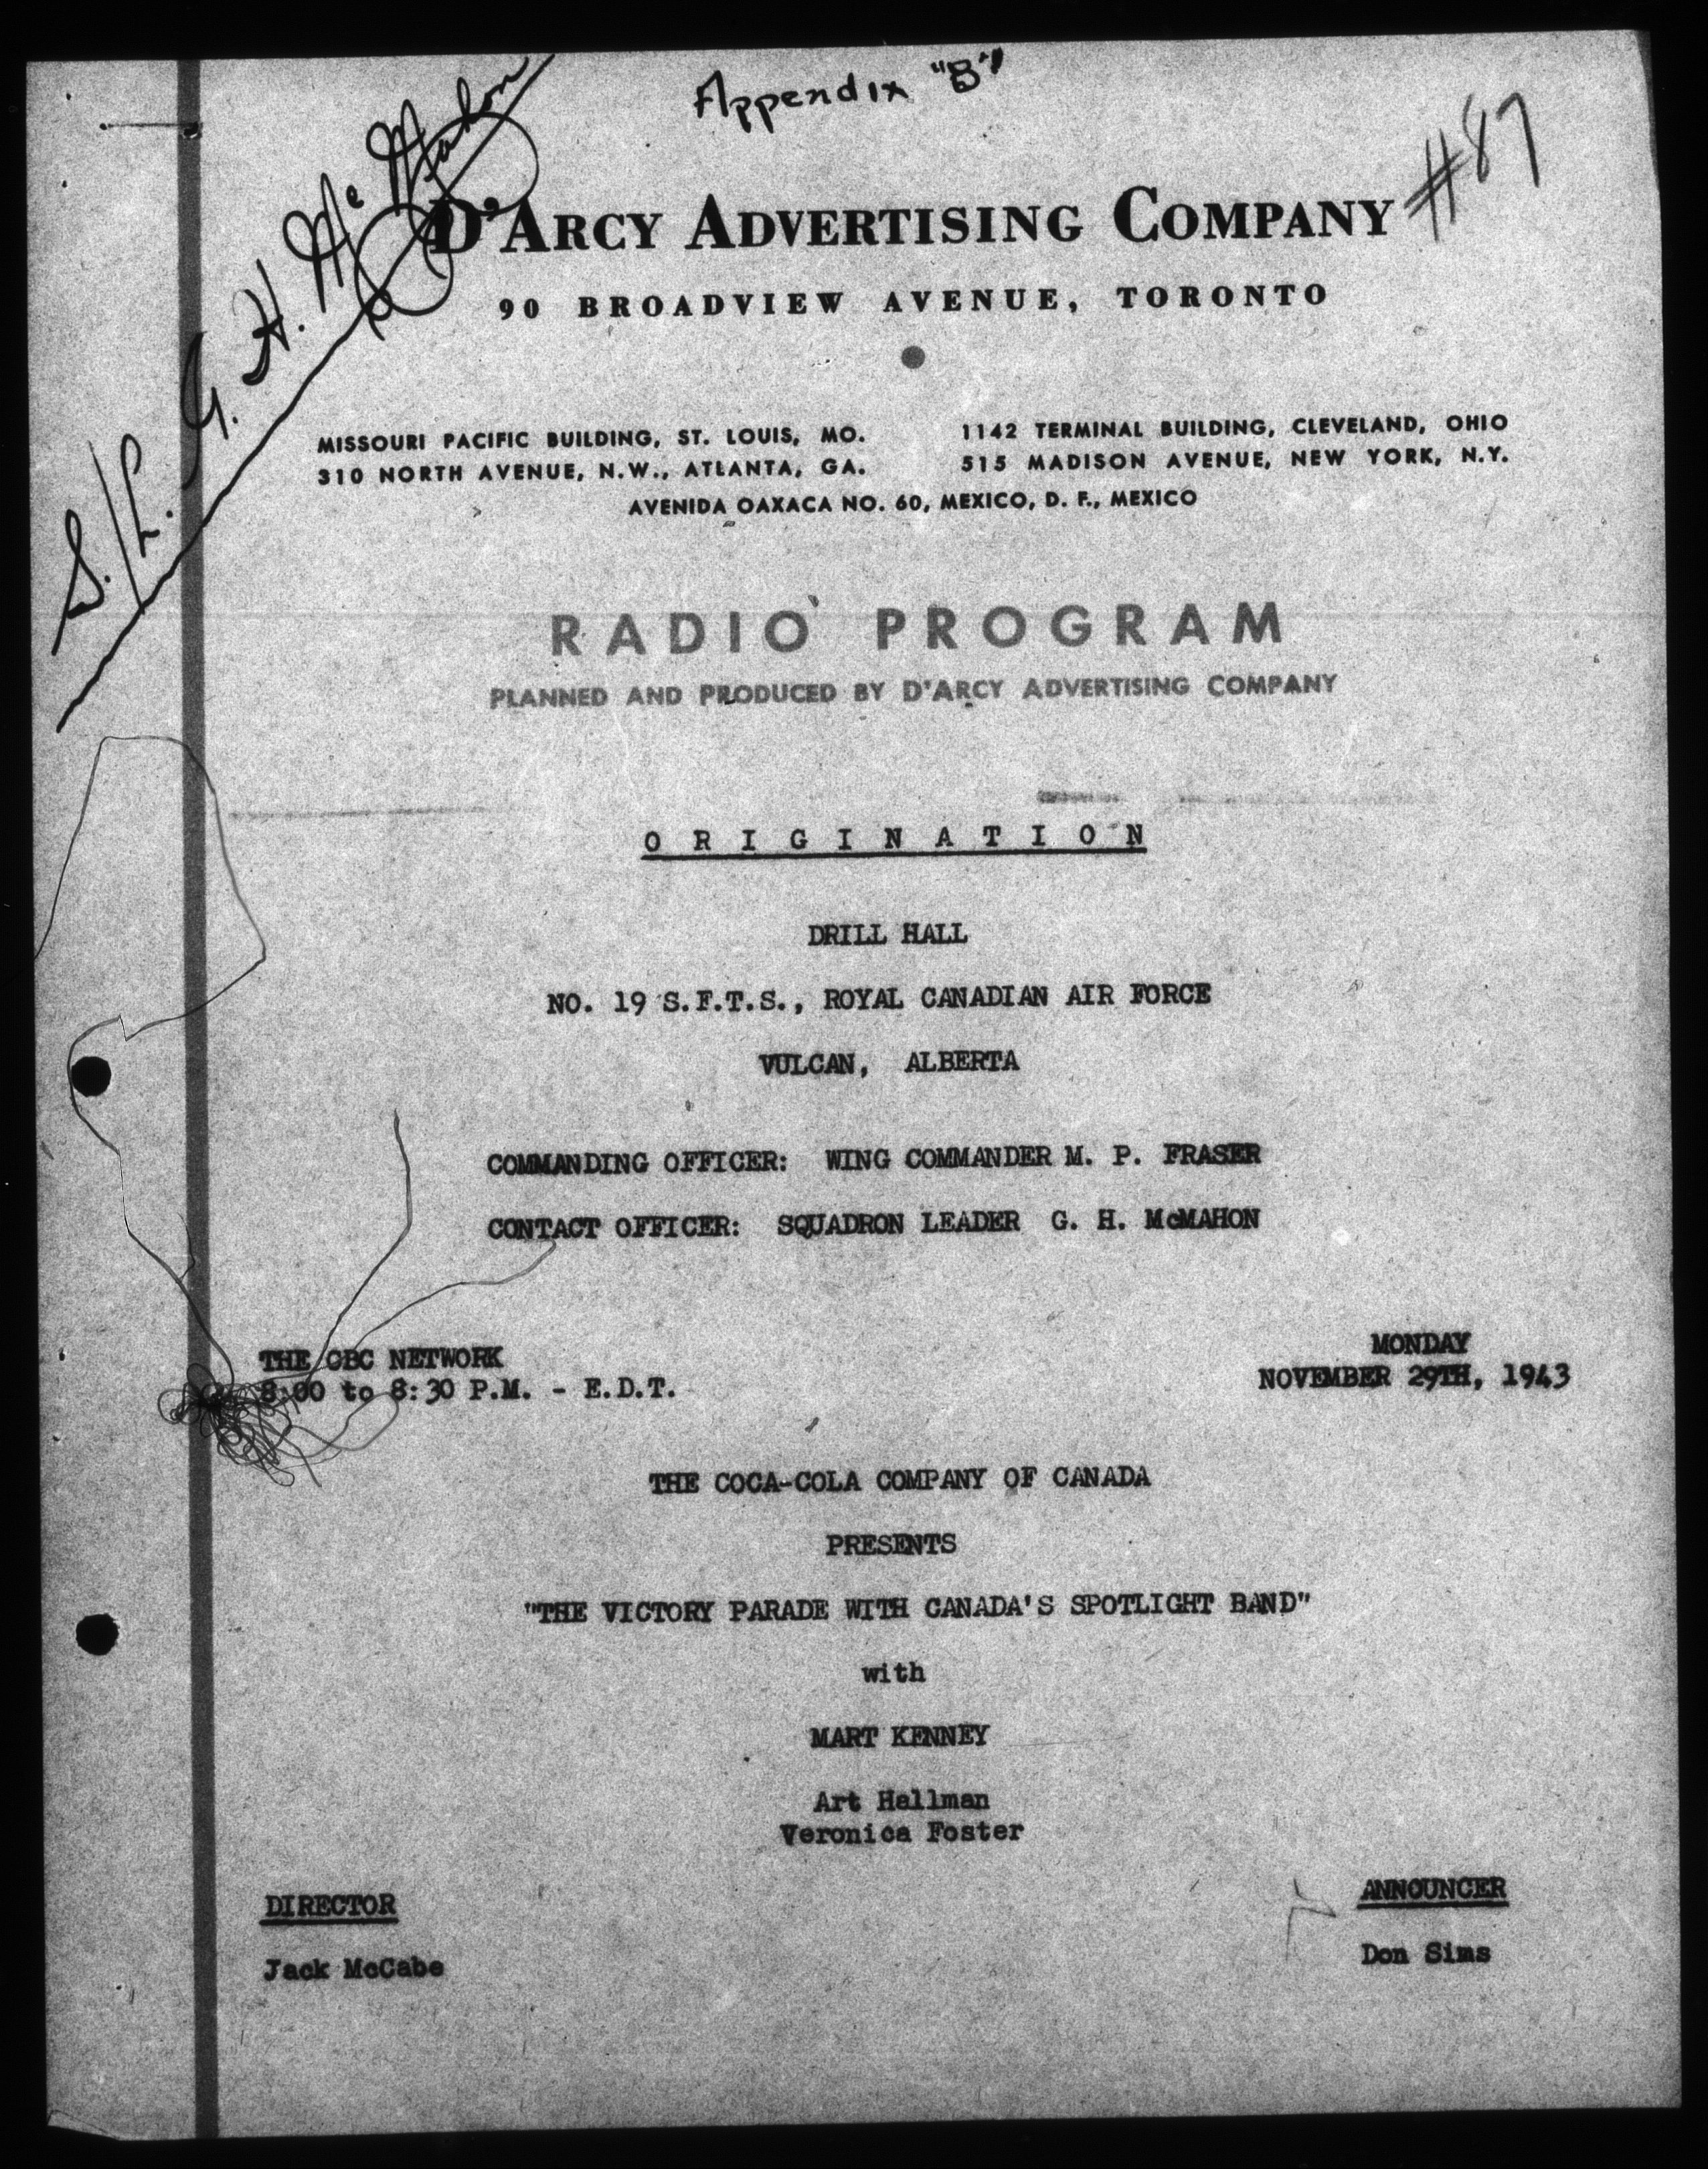 Appendix "B"
#87
S./L. G. H. McMahon
D'ARCY ADVERTISING COMPANY
90 BROADVIEW AVENUE, TORONTO
MISSOURI PACIFIC BUILDING, ST. LOUIS, MO.
310 NORTH AVENUE, N.W., ATLANTA, GA.
1142 TERMINAL BUILDING, CLEVELAND, OHIO
515 MADISON AVENUE, NEW YORK, N.Y.
AVENIDA OAXACA NO. 60, MEXICO, D. F., MEXICO
RADIO PROGRAM
PLANNED AND PRODUCED BY D'ARCY ADVERTISING COMPANY
O R I G I N A T I O N
DRILL HALL
NO. 19 S.F.T.S., ROYAL CANADIAN AIR FORCE
VULCAN, ALBERTA
COMMANDING OFFICER: WING COMMANDER M. P. FRASER
CONTACT OFFICER: SQUADRON LEADER G. H. McMAHON
THE CBC NETWORK
8:00 to 8:30 P.M. - E.D.T.
MONDAY
NOVEMBER 29TH, 1943
THE COCA-COLA COMPANY OF CANADA
PRESENTS
"THE VICTORY PARADE WITH CANADA'S SPOTLIGHT BAND"
with
MART KENNEY
Art Hallman
Veronica Foster
DIRECTOR
Jack McCabe
ANNOUNCER
Don Sims